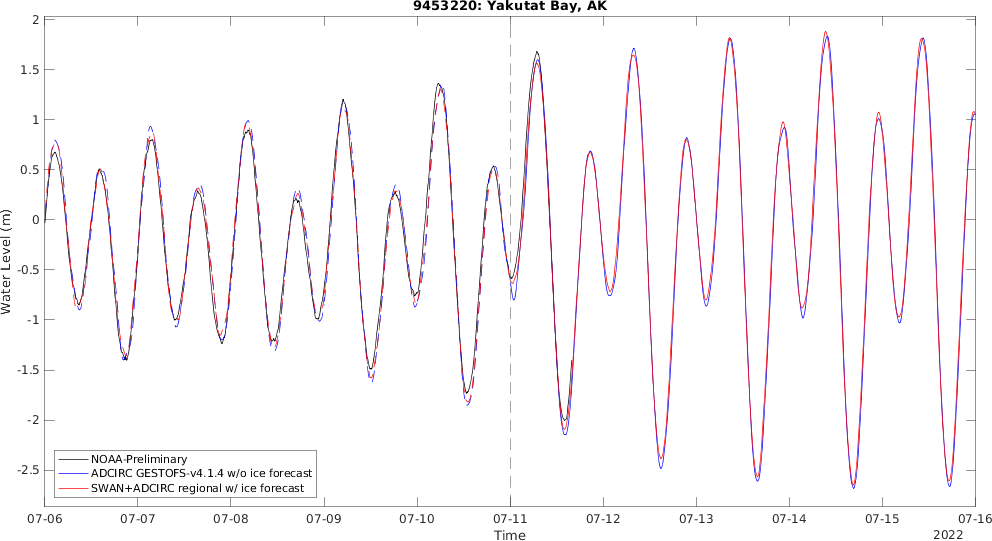 9453220: Yakutat Bay, AK
2
1.5
1
0.5
0
-0.5
-1
-1.5
-2
-2.5
Water Level (m)
NOAA-Preliminary
ADCIRC GESTOFS-v4.1.4 w/o ice forecast
SWAN+ADCIRC regional w/ ice forecast
07-06 07-07 07-08 07-09 07-10 07-11 07-12 07-13 07-14 07-15 07-16
Time
2022